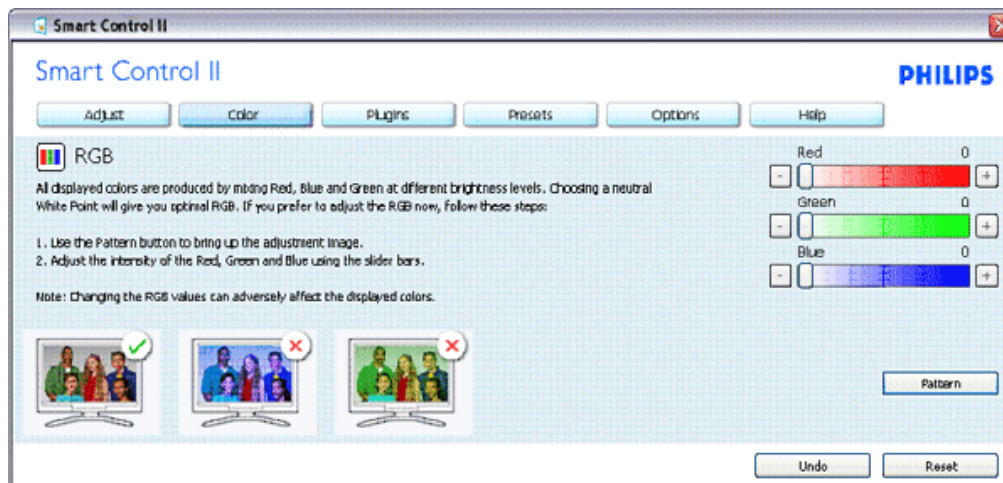 Smart Control II
Smart Control II
PHILIPS
Adjust Color Plugins Presets Options Help
RGB
All displayed colors are produced by mixing Red, Blue and Green at different brightness levels. Choosing a neutral
White Point will give you optimal RGB. If you prefer to adjust the RGB now, follow these steps:
1. Use the Pattern button to bring up the adjustment image.
2. Adjust the intensity of the Red, Green and Blue using the slider bars.
Note: Changing the RGB values can adversely affect the displayed colors.
Red 0
- +
Green 0
- +
Blue 0
- +
Pattern
Undo Reset